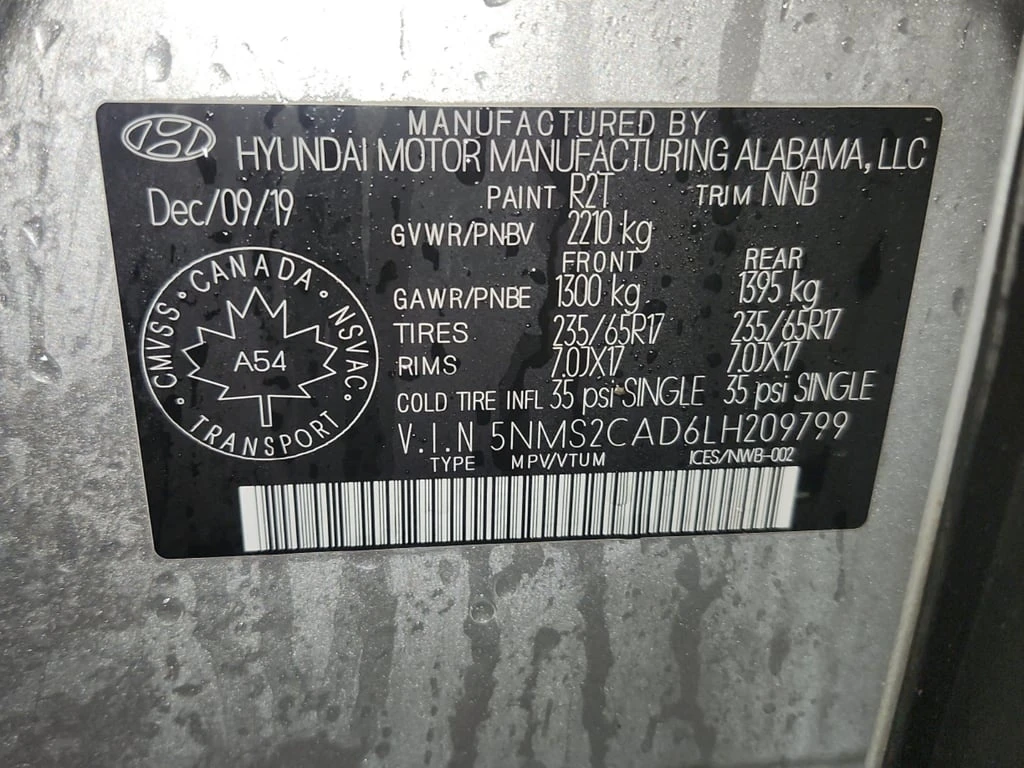 MANUFACTURED BY
HYUNDAI MOTOR MANUFACTURING ALABAMA, LLC
Dec/09/19
PAINT R2T TRIM NNB
GVWR/PNBV 2210 kg
FRONT REAR
GAWR/PNBE 1300 kg 1395 kg
TIRES 235/65R17 235/65R17
RIMS 7.0JX17 7.0JX17
COLD TIRE INFL 35 psi SINGLE 35 psi SINGLE
V.I.N 5NMS2CAD6LH209799
TYPE MPV/VTUM ICES/NWB-002
CMVSS • CANADA • NSVAC • TRANSPORT •
A54